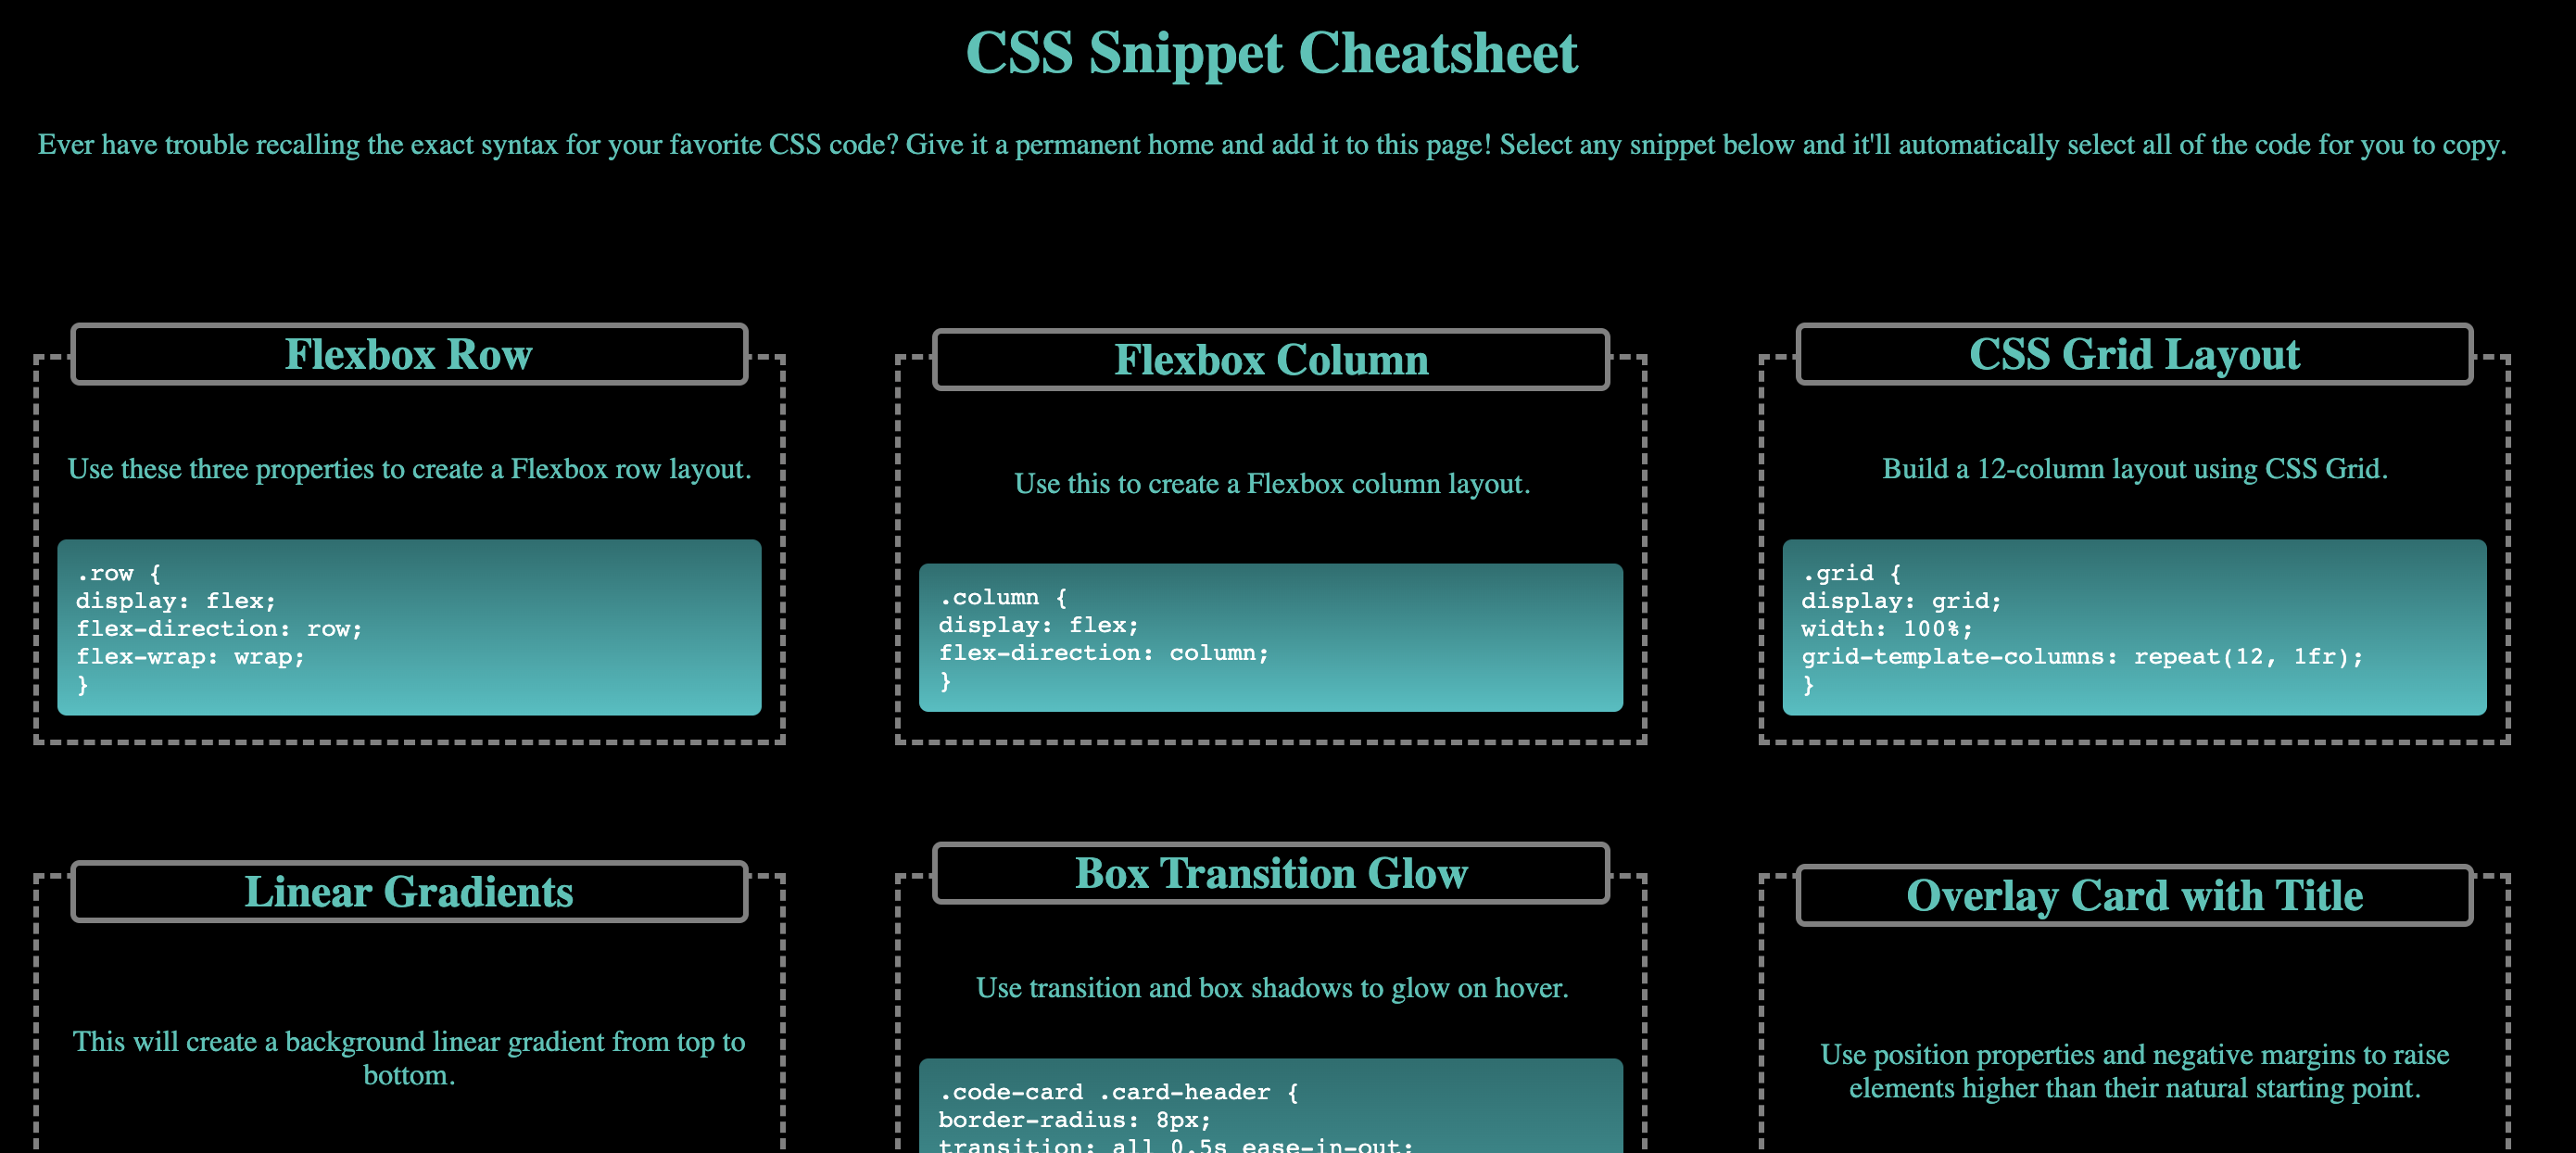 CSS Snippet Cheatsheet
Ever have trouble recalling the exact syntax for your favorite CSS code? Give it a permanent home and add it to this page! Select any snippet below and it'll automatically select all of the code for you to copy.
Flexbox Row
Use these three properties to create a Flexbox row layout.
.row {
display: flex;
flex-direction: row;
flex-wrap: wrap;
}
Flexbox Column
Use this to create a Flexbox column layout.
.column {
display: flex;
flex-direction: column;
}
CSS Grid Layout
Build a 12-column layout using CSS Grid.
.grid {
display: grid;
width: 100%;
grid-template-columns: repeat(12, 1fr);
}
Linear Gradients
This will create a background linear gradient from top to
bottom.
Box Transition Glow
Use transition and box shadows to glow on hover.
.code-card .card-header {
border-radius: 8px;
transition: all 0.5s ease-in-out;
Overlay Card with Title
Use position properties and negative margins to raise
elements higher than their natural starting point.